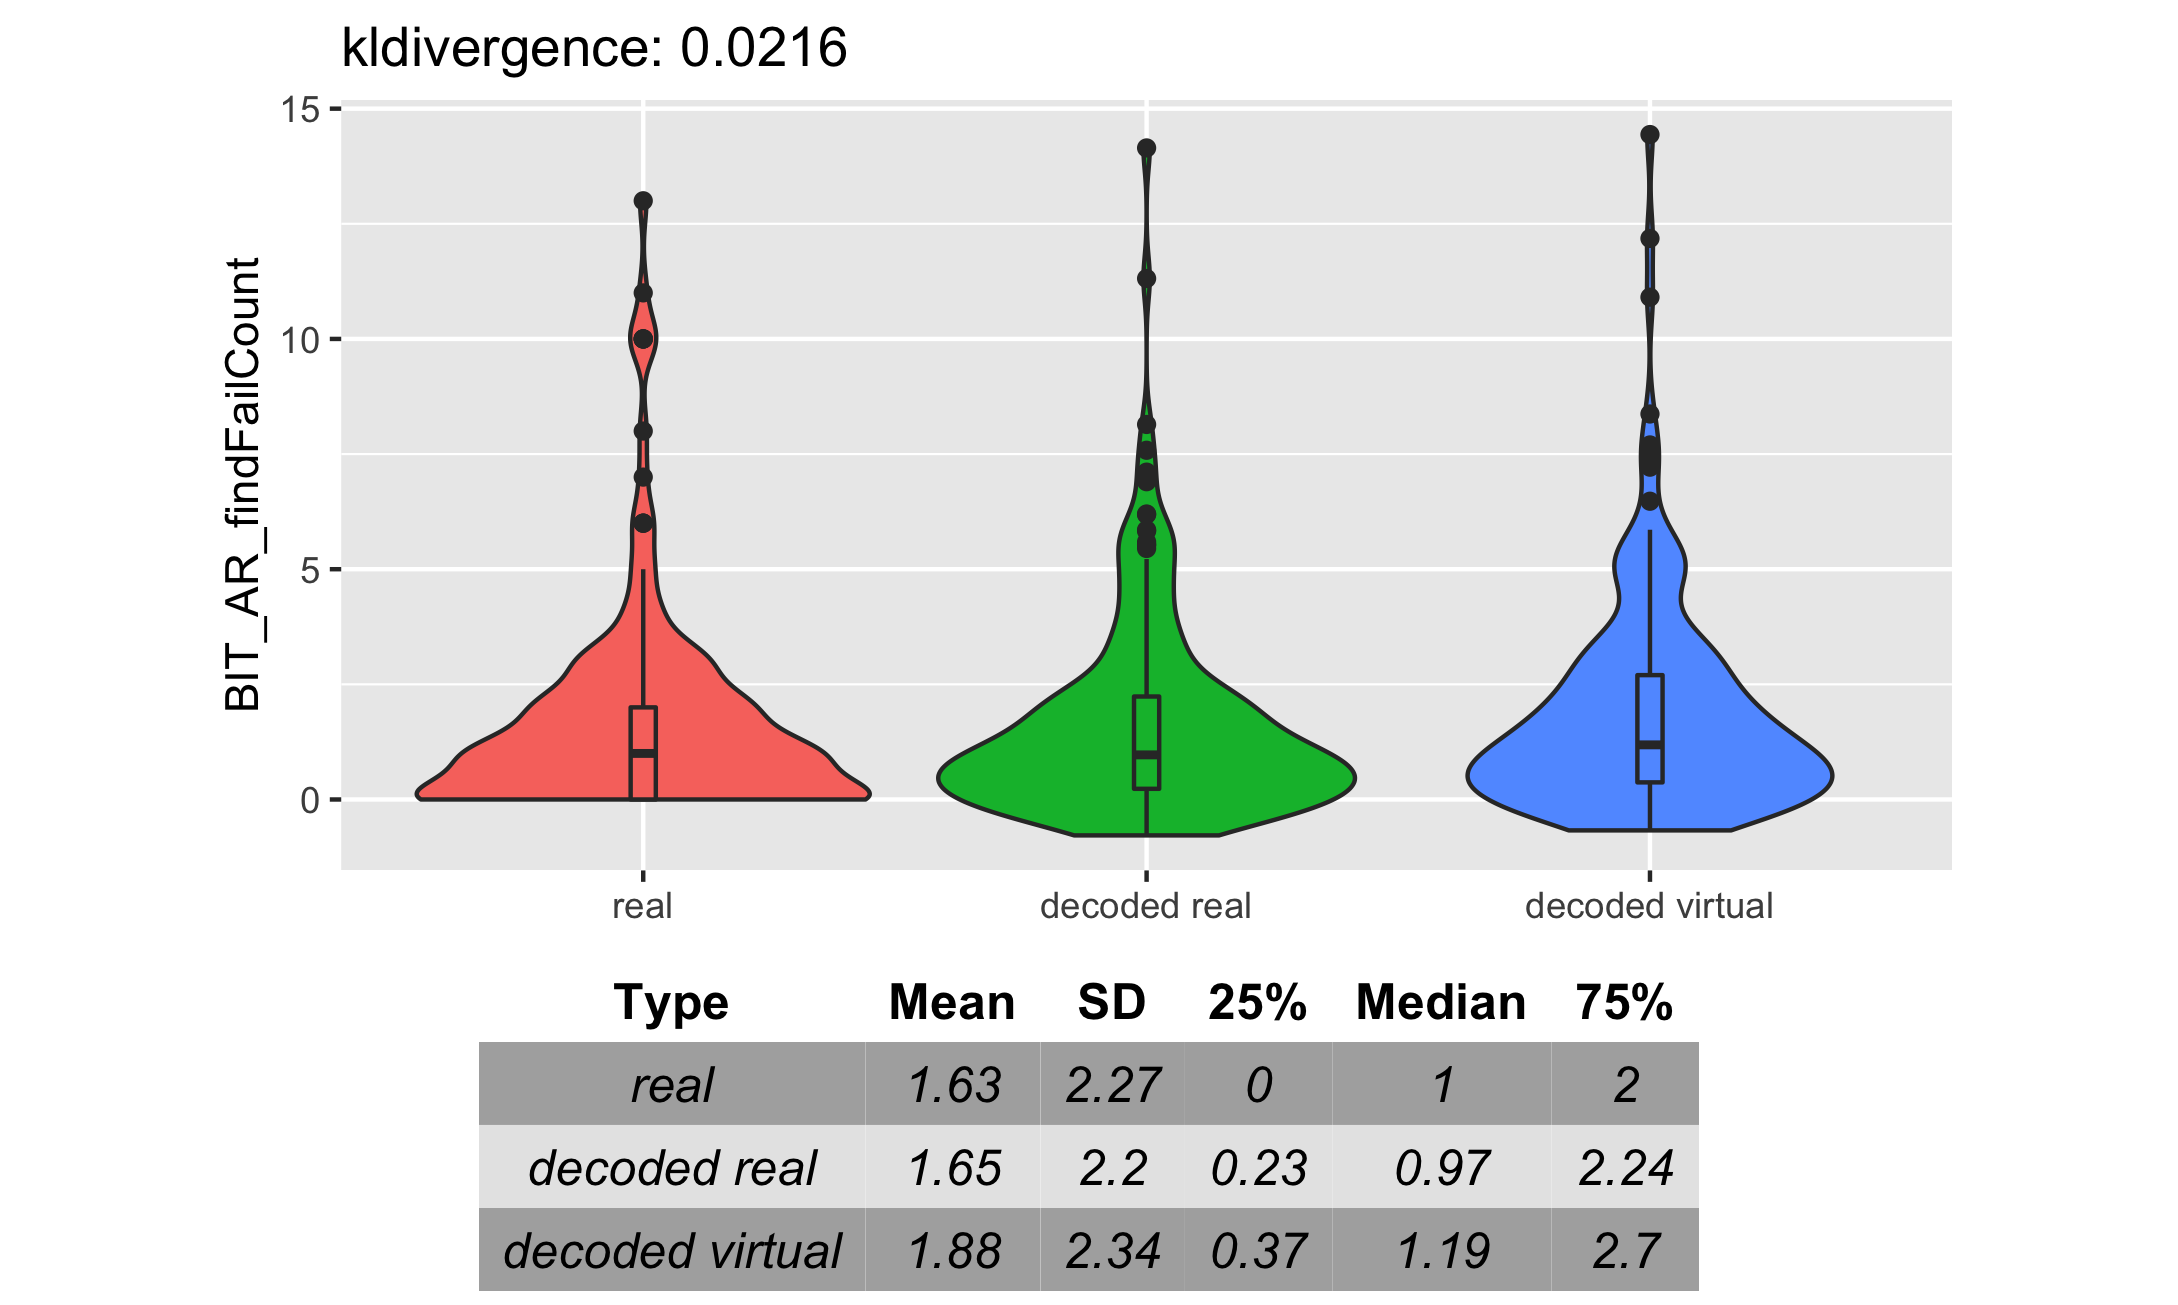 kldivergence: 0.0216
15
10
5
0
BIT_AR_findFailCount
real decoded real decoded virtual
Type Mean SD 25% Median 75%
real 1.63 2.27 0 1 2
decoded real 1.65 2.2 0.23 0.97 2.24
decoded virtual 1.88 2.34 0.37 1.19 2.7